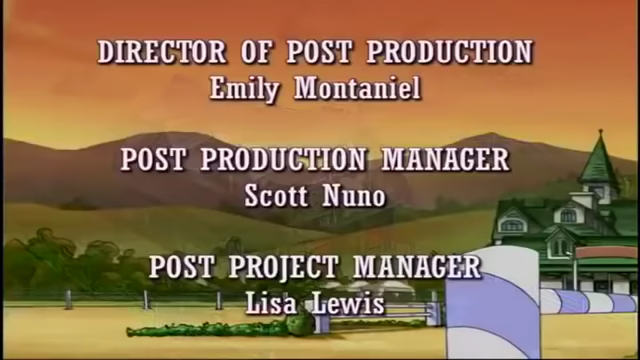 DIRECTOR OF POST PRODUCTION
Emily Montaniel
POST PRODUCTION MANAGER
Scott Nuno
POST PROJECT MANAGER
Lisa Lewis